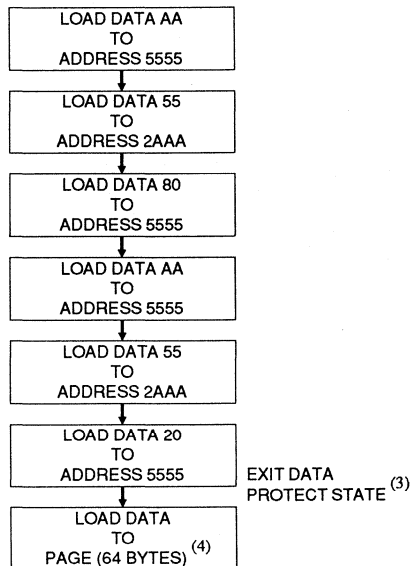 LOAD DATA AA
TO
ADDRESS 5555
LOAD DATA 55
TO
ADDRESS 2AAA
LOAD DATA 80
TO
ADDRESS 5555
LOAD DATA AA
TO
ADDRESS 5555
LOAD DATA 55
TO
ADDRESS 2AAA
LOAD DATA 20
TO
ADDRESS 5555
EXIT DATA
PROTECT STATE (3)
LOAD DATA
TO
PAGE (64 BYTES) (4)